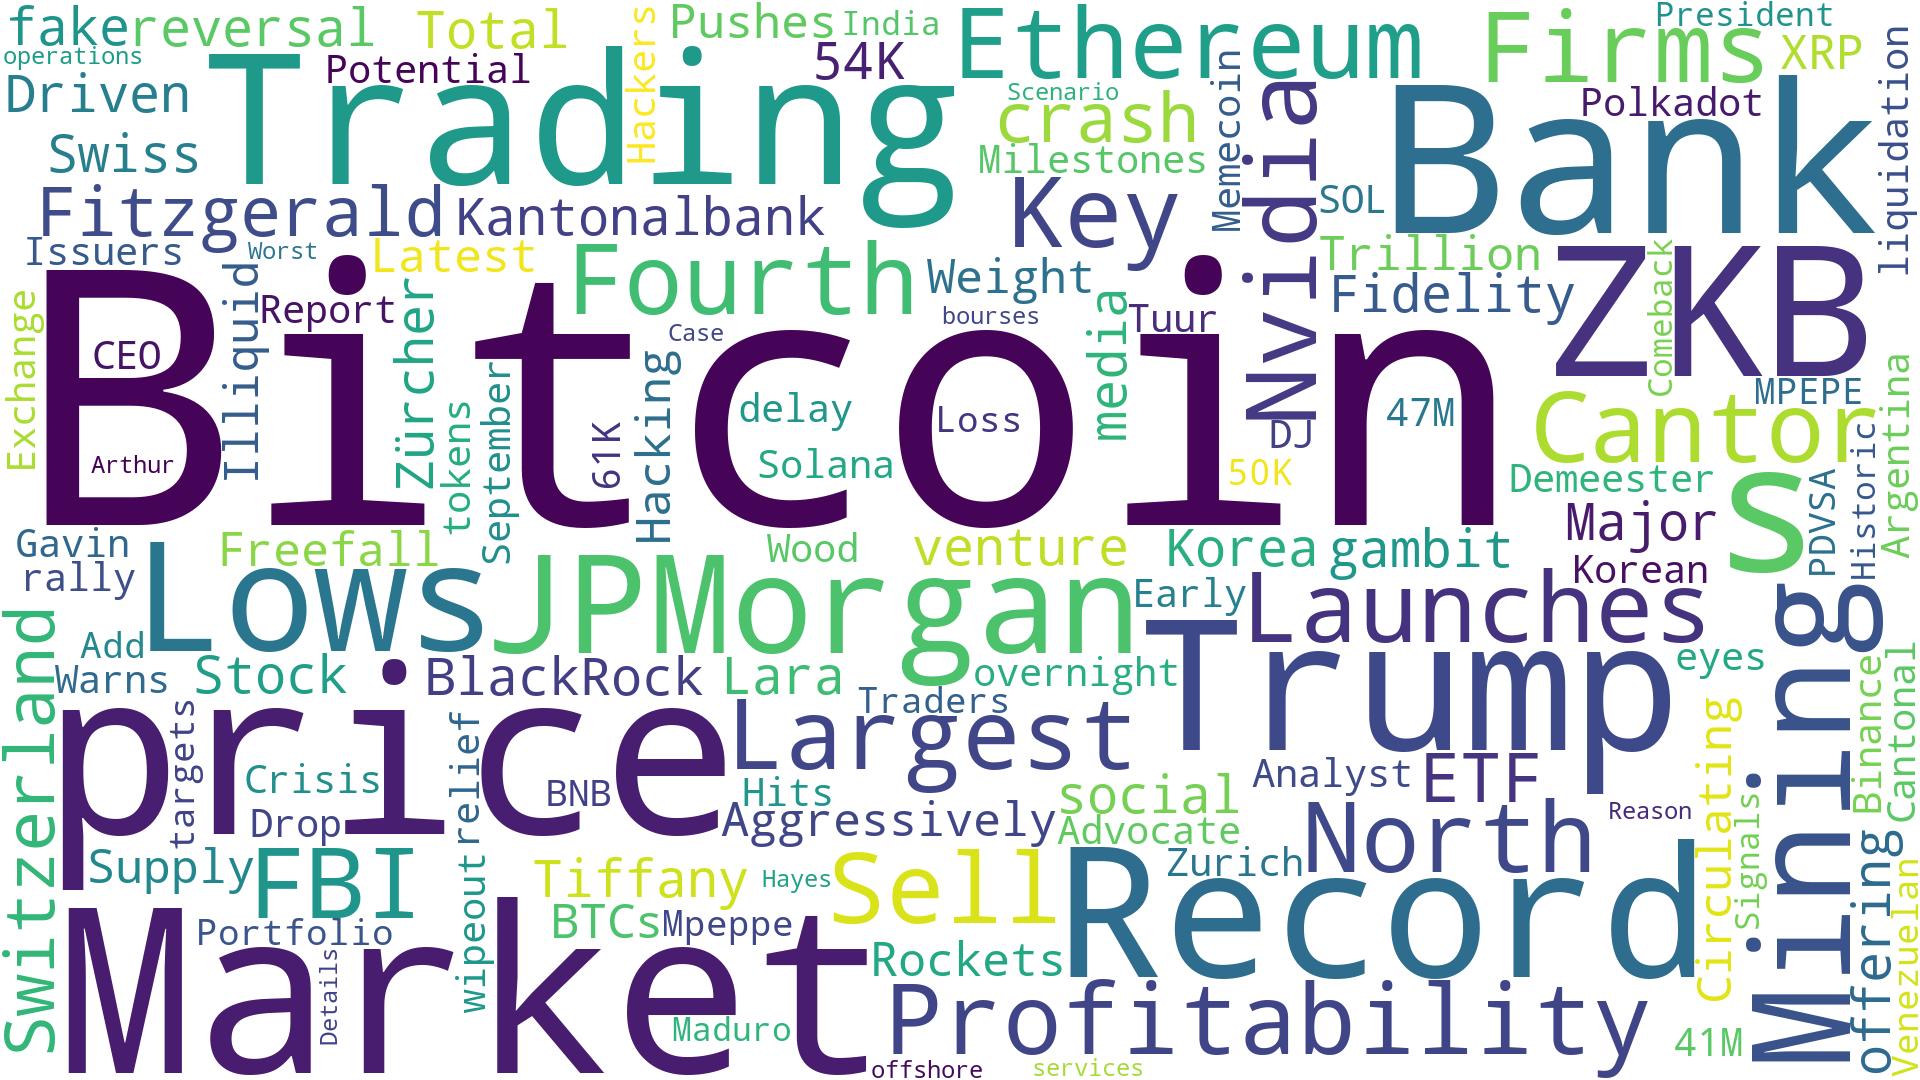 fake
reversal
Total
Hackers
Pushes
India
Ethereum
Firms
President
XRP
operations
Driven
Trading
Potential
54K
Scenario
crash
Memecoin
Nvidia
Bank
Polkadot
liquidation
Swiss
Milestones
Fitzgerald
Kantonalbank
Key
SOL
Issuers
Worst
Latest
Fourth
Weight
Trillion
ZKB
Exchange
Illiquid
Report
Zürcher
Case
bourses
media
Tuur
Fidelity
Comeback
Bitcoin
CEO
Arthur
tokens
September
61K
Hacking
delay
Solana
Loss
50K
DJ
47M
MPEPE
Cantor
Argentina
Demeester
s
PDVSA
Historic
Gavin
rally
Freefall
Wood
venture
Korea
gambit
Major
Korean
Lows
JPMorgan
Early
Launches
Mining
Switzerland
Add
Warns
Stock
BlackRock
Lara
overnight
Trump
eyes
Binance
Cantonal
price
targets
Crisis
Drop
relief
BNB
Largest
Traders
Hits
Aggressively
social
Advocate
Analyst
ETF
North
Reason
Circulating
Signals
Supply
FBI
wipeout
Tiffany
Hayes
Sell
Record
Zurich
offering
Venezuelan
Market
Portfolio
Details
BTCs
Mpeppe
Rockets
Maduro
Profitability
41M
offshore
services